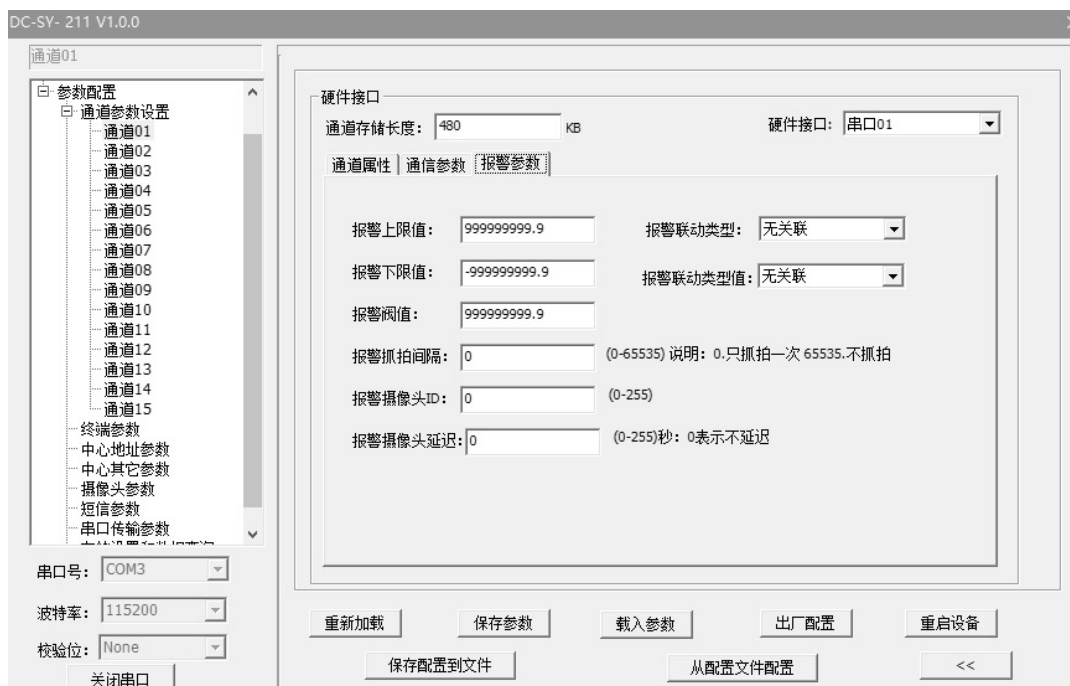 DC-SY- 211 V1.0.0
通道01
参数配置
通道参数设置
通道01
通道02
通道03
通道04
通道05
通道06
通道07
通道08
通道09
通道10
通道11
通道12
通道13
通道14
通道15
终端参数
中心地址参数
中心其它参数
摄像头参数
短信参数
串口传输参数
串口号： COM3
波特率： 115200
校验位： None
关闭串口
硬件接口
通道存储长度： 480 KB 硬件接口: 串口01
通道属性 通信参数 报警参数
报警上限值： 999999999.9 报警联动类型： 无关联
报警下限值： -999999999.9 报警联动类型值: 无关联
报警阀值： 999999999.9
报警抓拍间隔： 0 (0-65535) 说明：0.只抓拍一次 65535.不抓拍
报警摄像头ID： 0 (0-255)
报警摄像头延迟: 0 (0-255)秒：0表示不延迟
重新加载 保存参数 载入参数 出厂配置 重启设备
保存配置到文件 从配置文件配置 <<